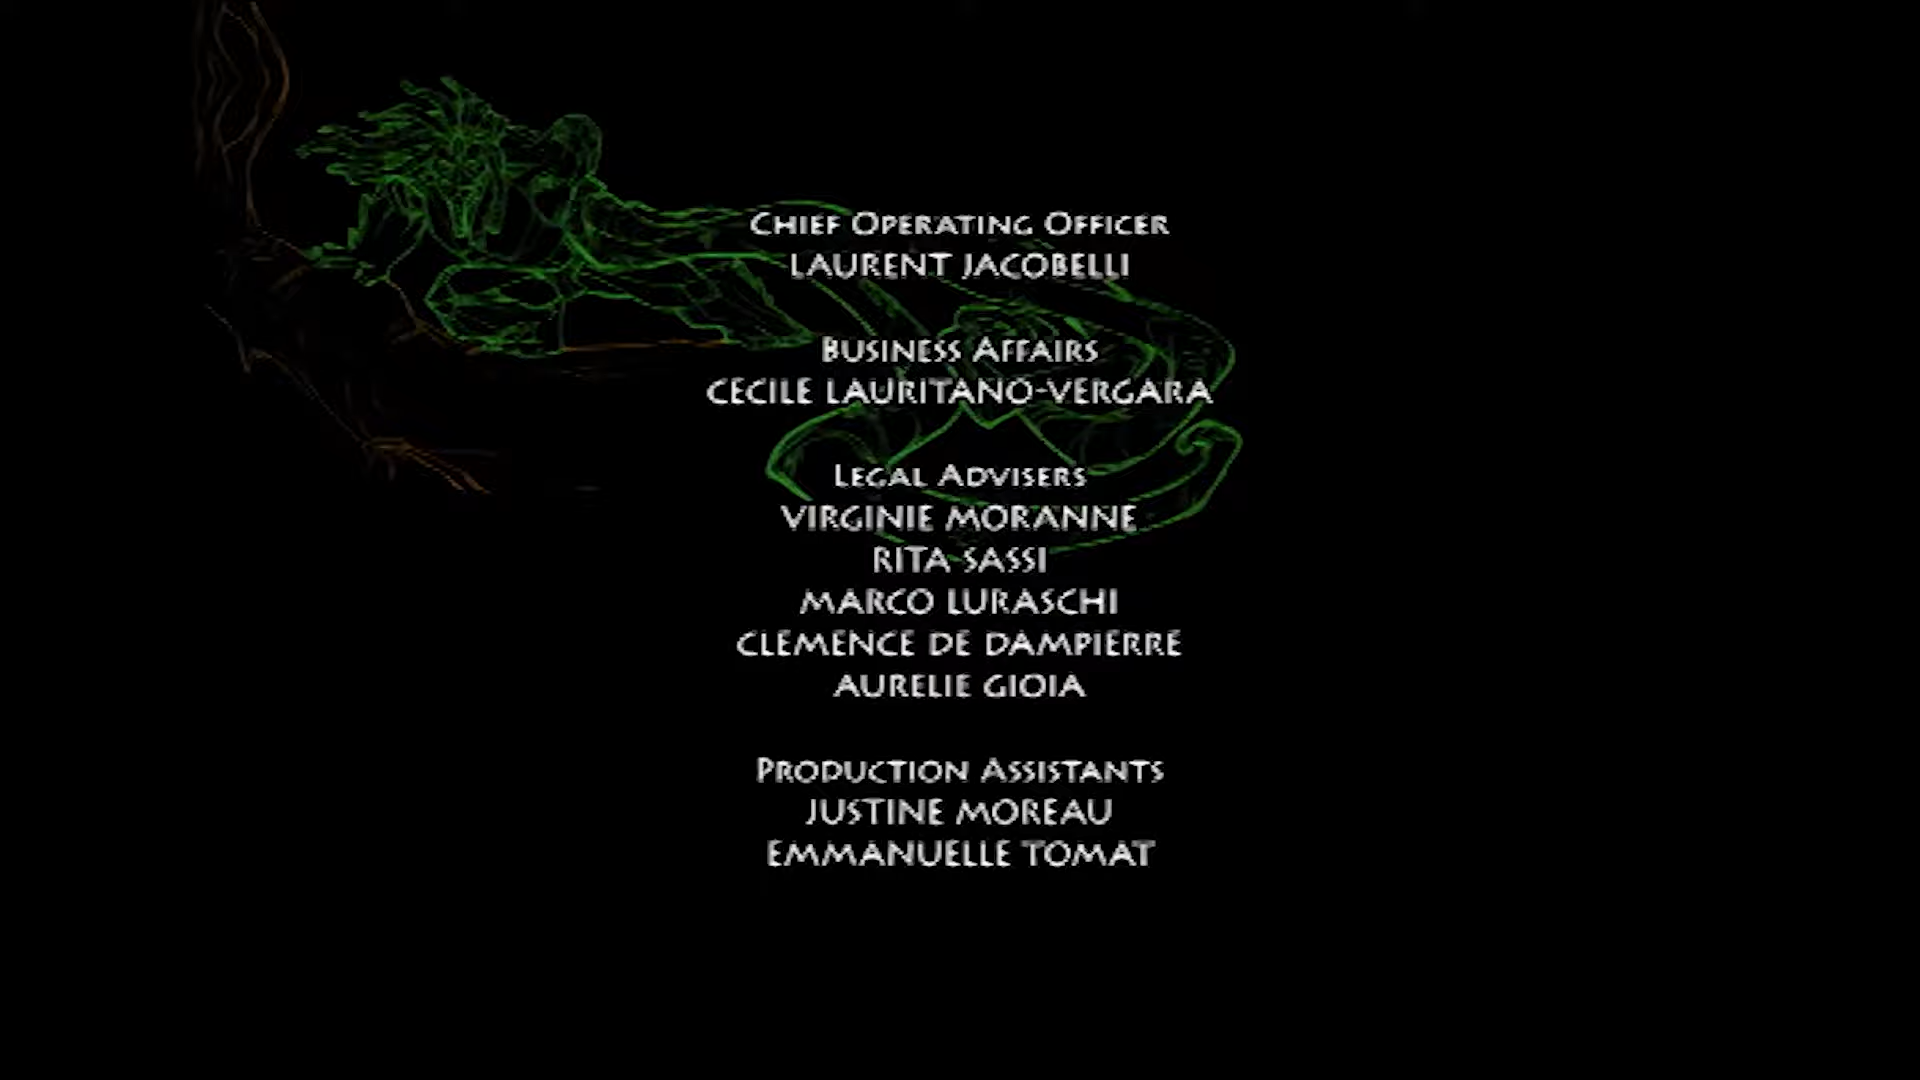 Chief Operating Officer
LAURENT JACOBELLI
Business Affairs
CECILE LAURITANO-VERGARA
Legal Advisers
VIRGINIE MORANNE
RITA SASSI
MARCO LURASCHI
CLEMENCE DE DAMPIERRE
AURELIE GIOIA
Production Assistants
JUSTINE MOREAU
EMMANUELLE TOMAT